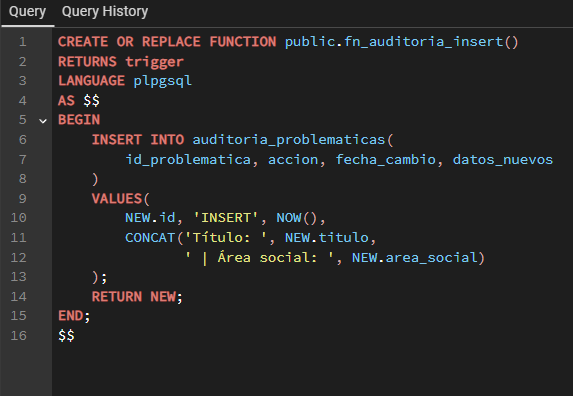 Query Query History
1 CREATE OR REPLACE FUNCTION public.fn_auditoria_insert()
2 RETURNS trigger
3 LANGUAGE plpgsql
4 AS $$
5 BEGIN
6     INSERT INTO auditoria_problematicas(
7         id_problematica, accion, fecha_cambio, datos_nuevos
8     )
9     VALUES(
10         NEW.id, 'INSERT', NOW(),
11         CONCAT('Título: ', NEW.titulo,
12                ' | Área social: ', NEW.area_social)
13     );
14     RETURN NEW;
15 END;
16 $$